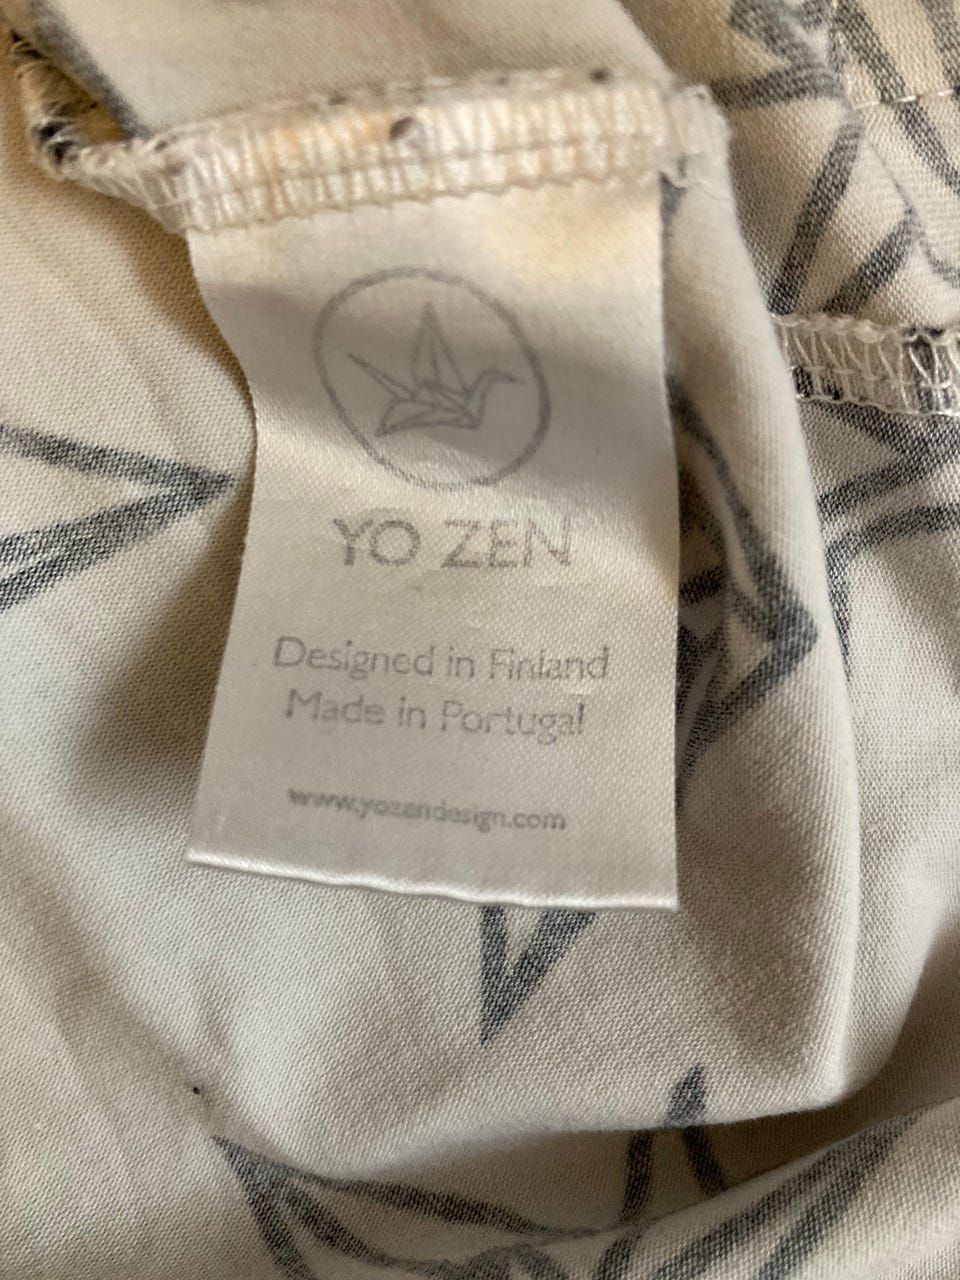 YO ZEN
Designed in Finland
Made in Portugal
www.yozendesign.com